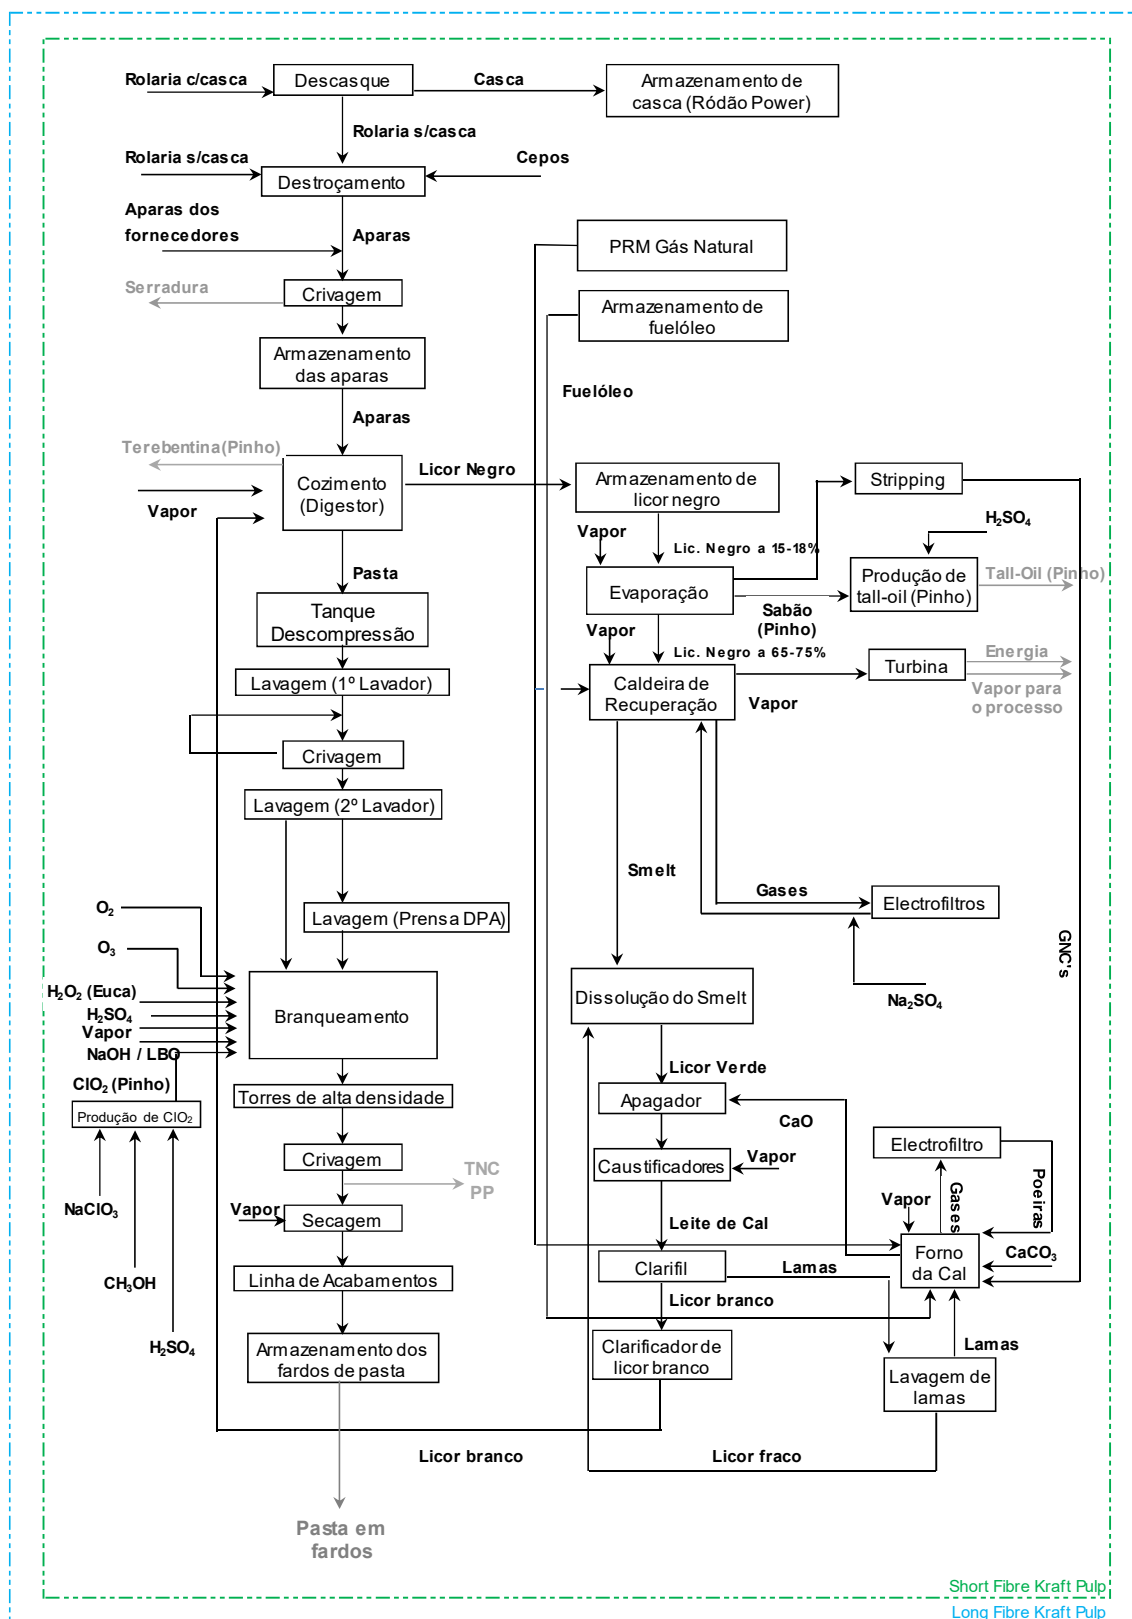 Rolaria c/casca
Descasque
Casca
Armazenamento de
casca (Ródão Power)
Rolaria s/casca
Rolaria s/casca
Cepos
Destroçamento
Aparas dos
fornecedores
Aparas
PRM Gás Natural
Serradura
Crivagem
Armazenamento de
fuelóleo
Armazenamento
das aparas
Fuelóleo
Aparas
Terebentina(Pinho)
Licor Negro
Cozimento
(Digestor)
Vapor
Armazenamento de
licor negro
Stripping
H₂SO₄
Vapor
Lic. Negro a 15-18%
Pasta
Evaporação
Sabão
(Pinho)
Produção de
tall-oil (Pinho)
Tall-Oil (Pinho)
Tanque
Descompressão
Vapor
Lic. Negro a 65-75%
Lavagem (1º Lavador)
Caldeira de
Recuperação
Vapor
Turbina
Energia
Vapor para
o processo
Crivagem
Lavagem (2º Lavador)
Smelt
Gases
Electrofiltros
Lavagem (Prensa DPA)
Na₂SO₄
GNC's
O₂
O₃
H₂O₂ (Euca)
H₂SO₄
Vapor
NaOH / LBO
ClO₂ (Pinho)
Branqueamento
Dissolução do Smelt
Licor Verde
Torres de alta densidade
Produção de ClO₂
Apagador
CaO
Crivagem
TNC
PP
Caustificadores
Vapor
Electrofiltro
Poeiras
Gases
Vapor
NaClO₃
Vapor
Secagem
Leite de Cal
CH₃OH
Linha de Acabamentos
Clarifil
Lamas
Forno
da Cal
CaCO₃
Licor branco
H₂SO₄
Armazenamento dos
fardos de pasta
Clarificador de
licor branco
Lamas
Lavagem de
lamas
Licor branco
Licor fraco
Pasta em
fardos
Short Fibre Kraft Pulp
Long Fibre Kraft Pulp